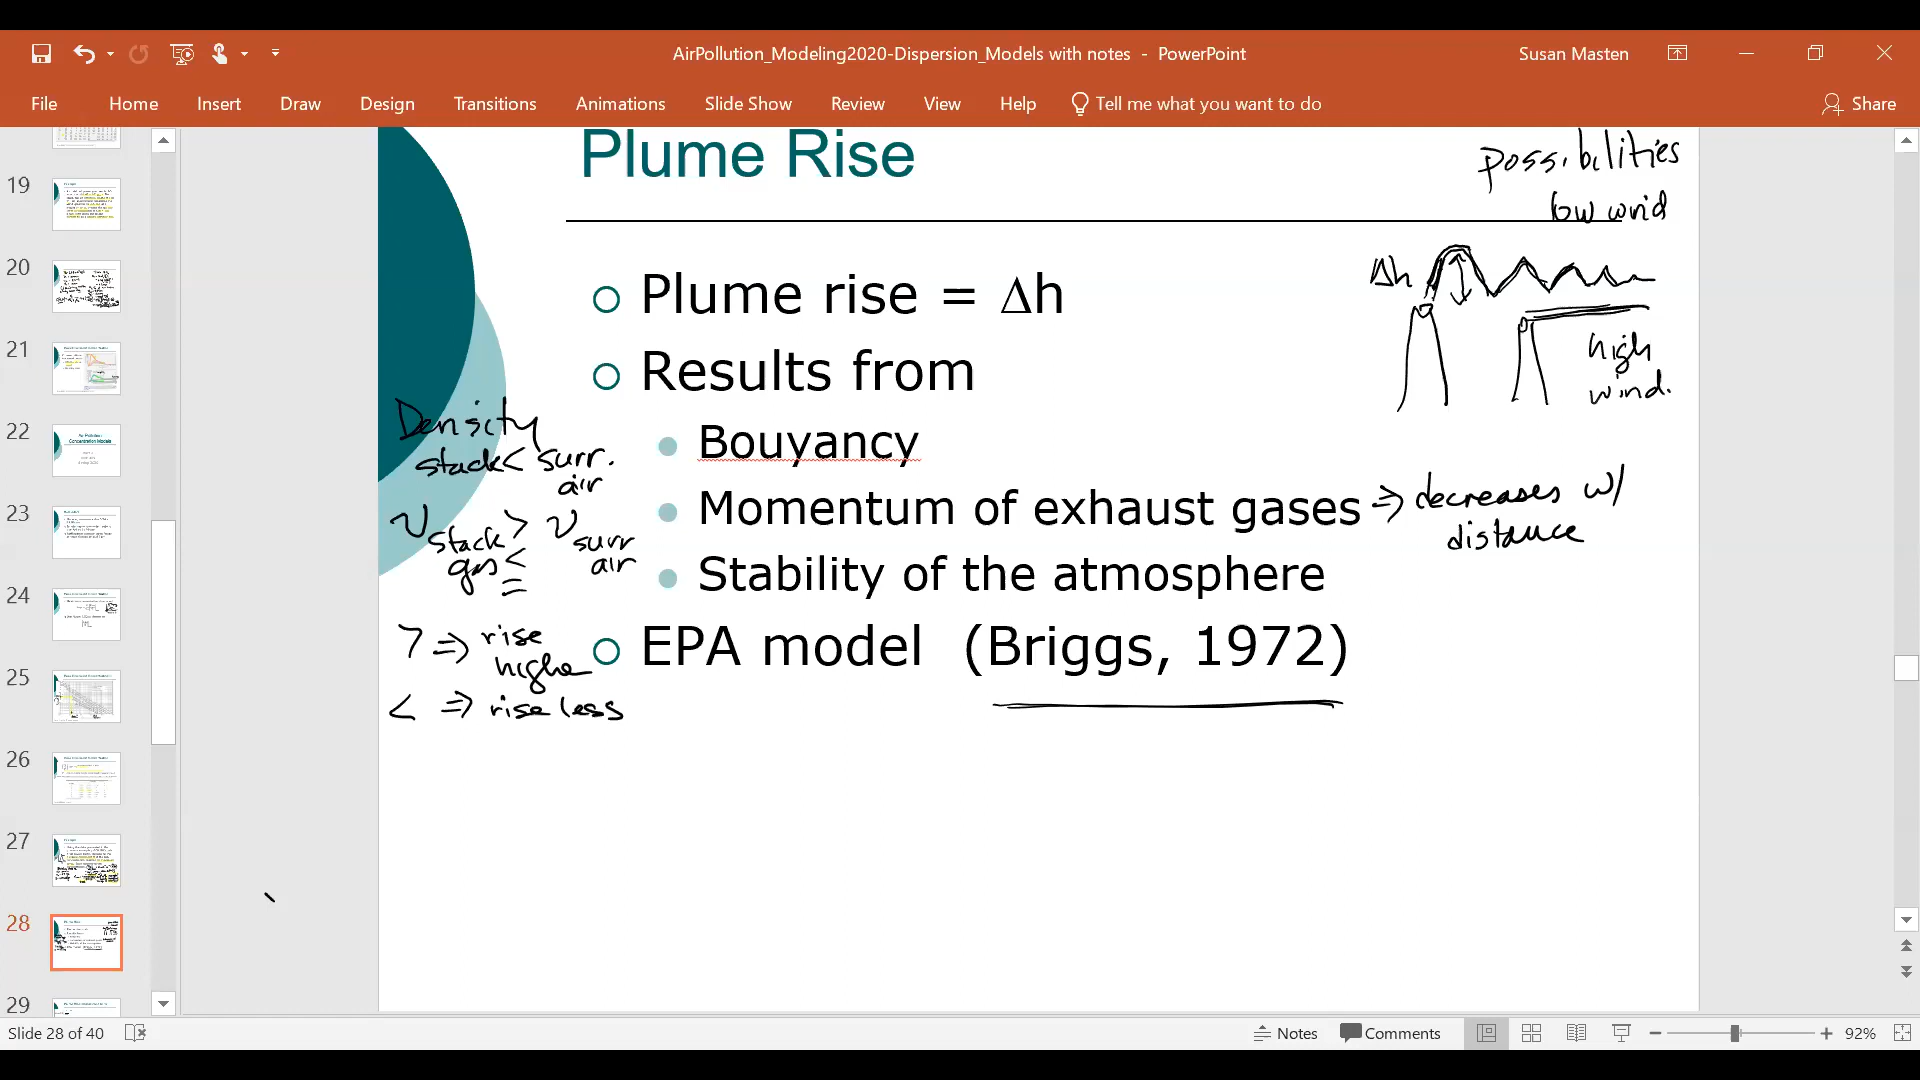 AirPollution_Modeling2020-Dispersion_Models with notes - PowerPoint
Susan Masten
File Home Insert Draw Design Transitions Animations Slide Show Review View Help Tell me what you want to do Share
19
20
21
22
23
24
25
26
27
28
29
Plume Rise
possibilities
low wind
Plume rise = Δh
Δh
Results from
high
wind.
Density
stack < surr.
air
Bouyancy
Momentum of exhaust gases => decreases w/
distance
v stack gas > v surr air
<
=
Stability of the atmosphere
> => rise
higher
EPA model (Briggs, 1972)
< => rise less
Slide 28 of 40
Notes
Comments
92%